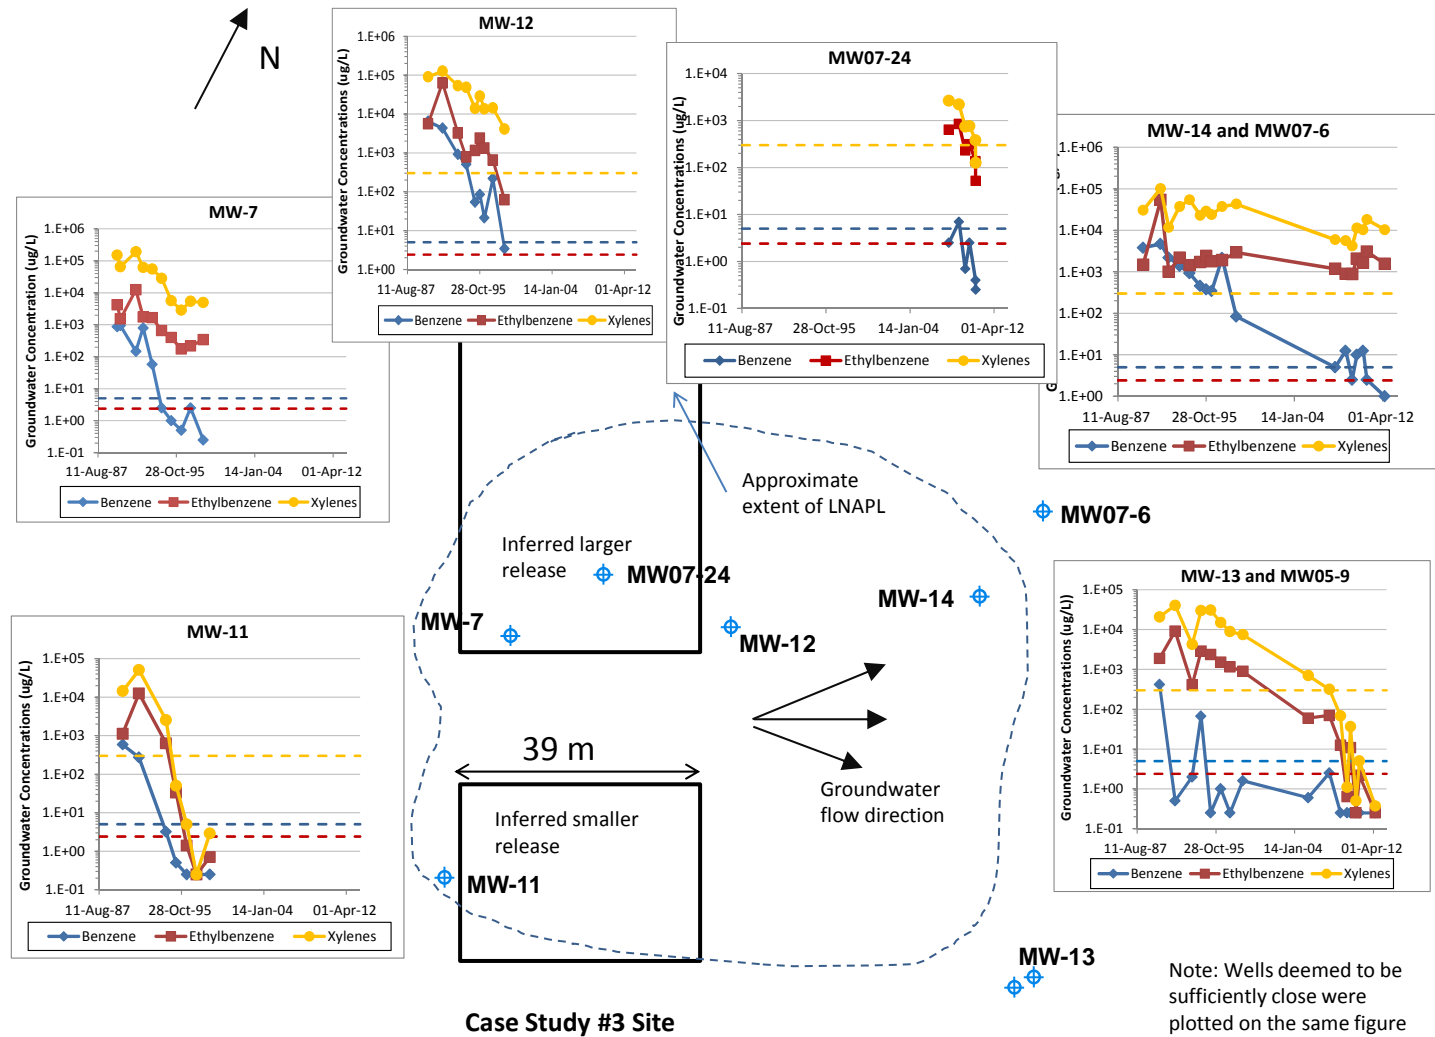 N
MW-12
Groundwater Concentrations (ug/L)
1.E+06
1.E+05
1.E+04
1.E+03
1.E+02
1.E+01
1.E+00
11-Aug-87
28-Oct-95
14-Jan-04
01-Apr-12
Benzene
Ethylbenzene
Xylenes
MW07-24
Groundwater Concentrations (ug/L)
1.E+04
1.E+03
1.E+02
1.E+01
1.E+00
1.E-01
11-Aug-87
28-Oct-95
14-Jan-04
01-Apr-12
Benzene
Ethylbenzene
Xylenes
MW-14 and MW07-6
1.E+06
1.E+05
1.E+04
1.E+03
1.E+02
1.E+01
1.E+00
11-Aug-87
28-Oct-95
14-Jan-04
01-Apr-12
Benzene
Ethylbenzene
Xylenes
MW-7
Groundwater Concentration (ug/L)
1.E+06
1.E+05
1.E+04
1.E+03
1.E+02
1.E+01
1.E+00
1.E-01
11-Aug-87
28-Oct-95
14-Jan-04
01-Apr-12
Benzene
Ethylbenzene
Xylenes
Approximate
extent of LNAPL
MW07-6
Inferred larger
release
MW07-24
MW-7
MW-12
MW-14
MW-13 and MW05-9
Groundwater Concentrations (ug/L))
1.E+05
1.E+04
1.E+03
1.E+02
1.E+01
1.E+00
1.E-01
11-Aug-87
28-Oct-95
14-Jan-04
01-Apr-12
Benzene
Ethylbenzene
Xylenes
MW-11
Groundwater Concentrations (ug/L)
1.E+05
1.E+04
1.E+03
1.E+02
1.E+01
1.E+00
1.E-01
11-Aug-87
28-Oct-95
14-Jan-04
01-Apr-12
Benzene
Ethylbenzene
Xylenes
39 m
Groundwater
flow direction
Inferred smaller
release
MW-11
MW-13
Note: Wells deemed to be
sufficiently close were
plotted on the same figure
Case Study #3 Site